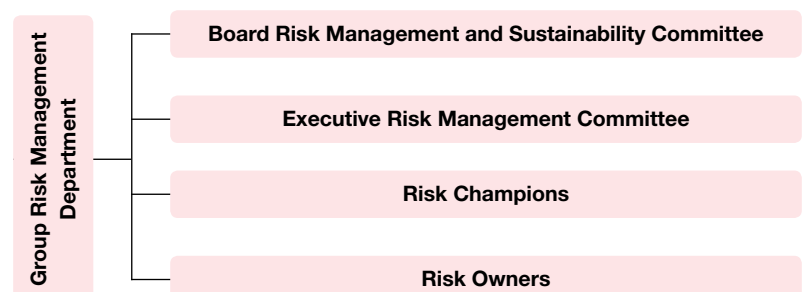 Group Risk Management
Department
Board Risk Management and Sustainability Committee
Executive Risk Management Committee
Risk Champions
Risk Owners